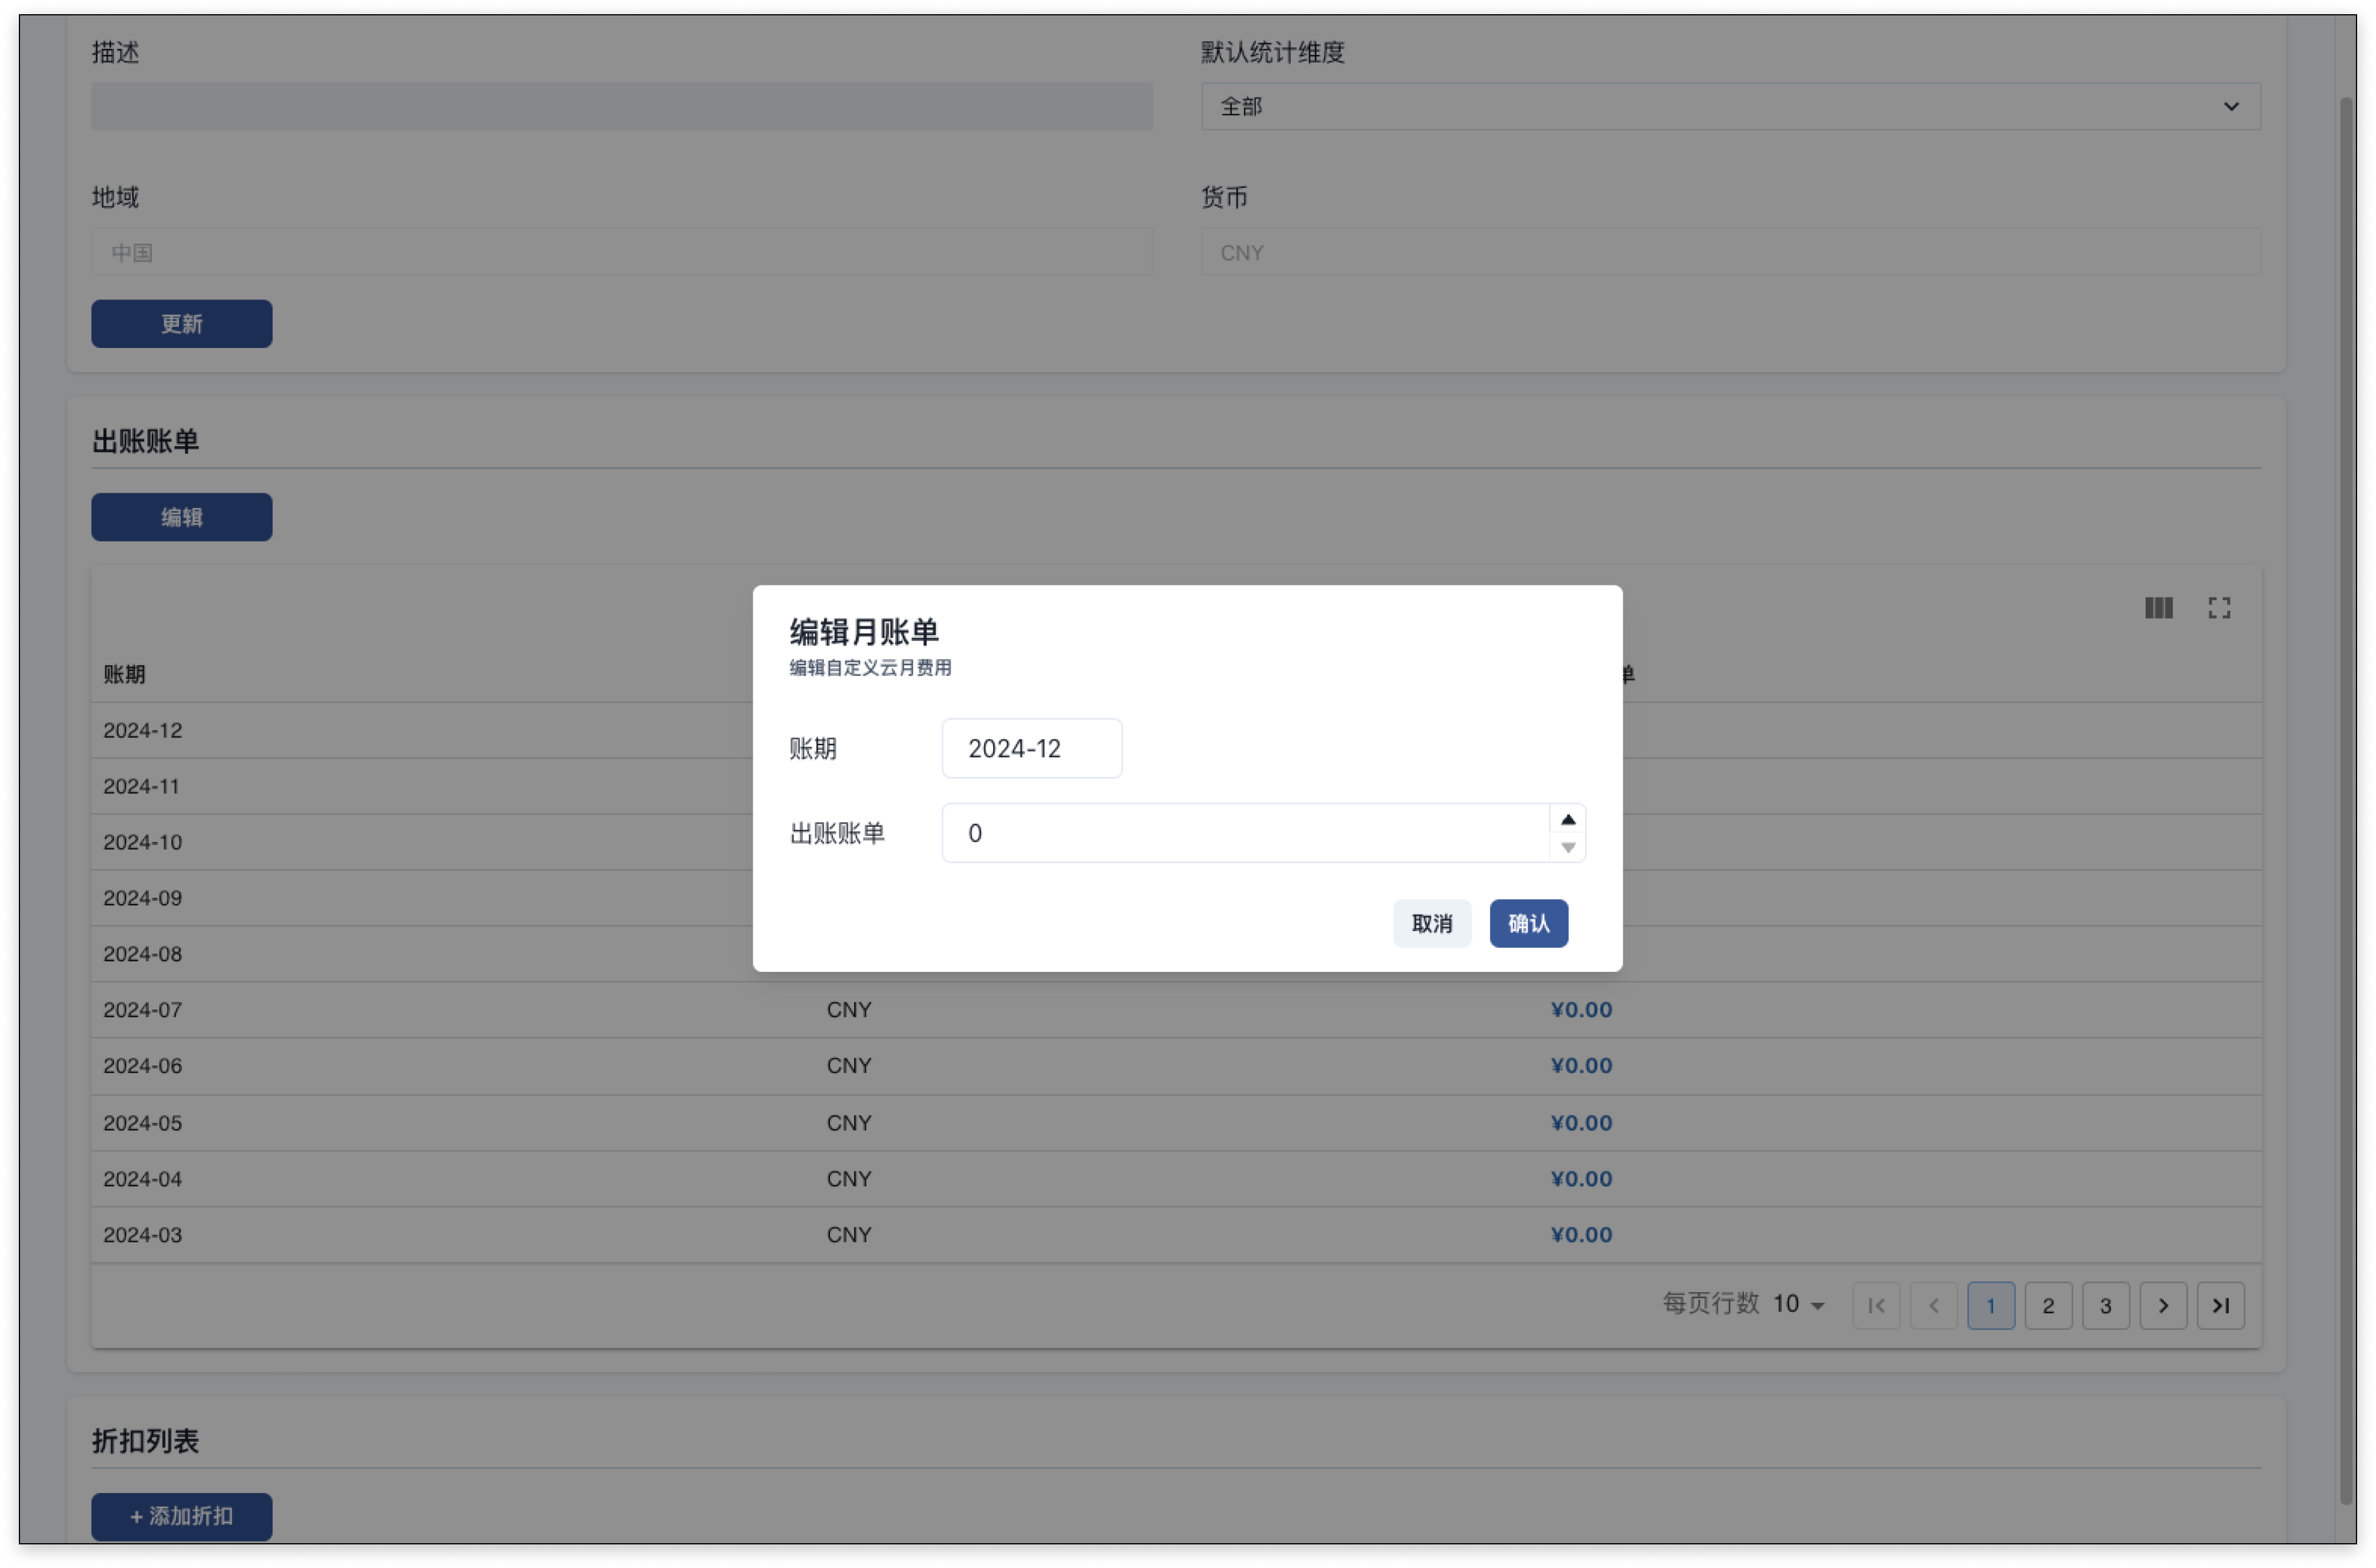 描述
默认统计维度
全部
地域
货币
中国
CNY
更新
出账账单
编辑
编辑月账单
编辑自定义云月费用
账期
单
2024-12
账期
2024-12
2024-11
2024-10
出账账单
0
2024-09
取消
确认
2024-08
2024-07 CNY ¥0.00
2024-06 CNY ¥0.00
2024-05 CNY ¥0.00
2024-04 CNY ¥0.00
2024-03 CNY ¥0.00
每页行数 10 1 2 3
折扣列表
+ 添加折扣